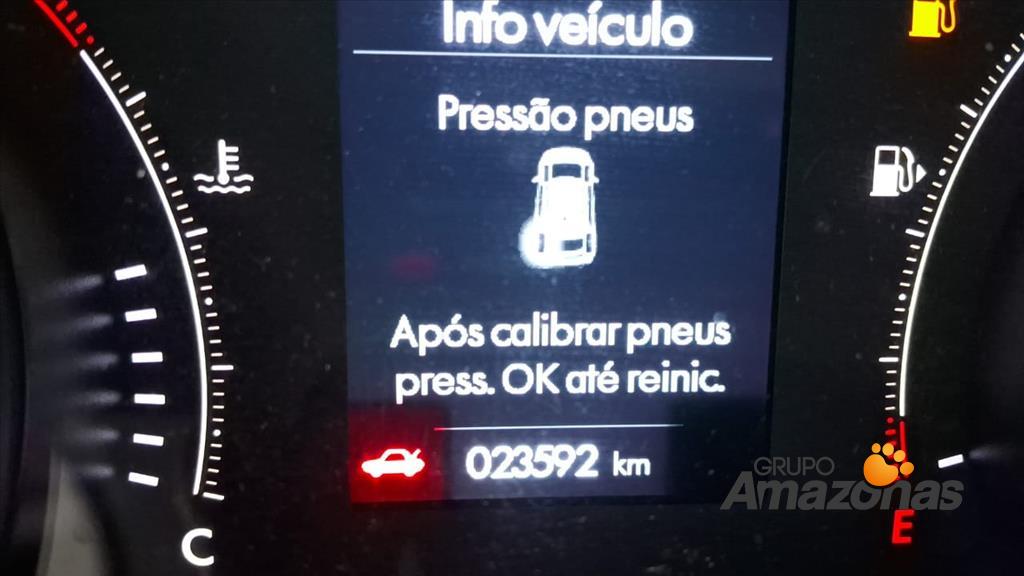 Info veículo
Pressão pneus
Após calibrar pneus
press. OK até reinic.
023592 km
C
E
GRUPO
Amazonas